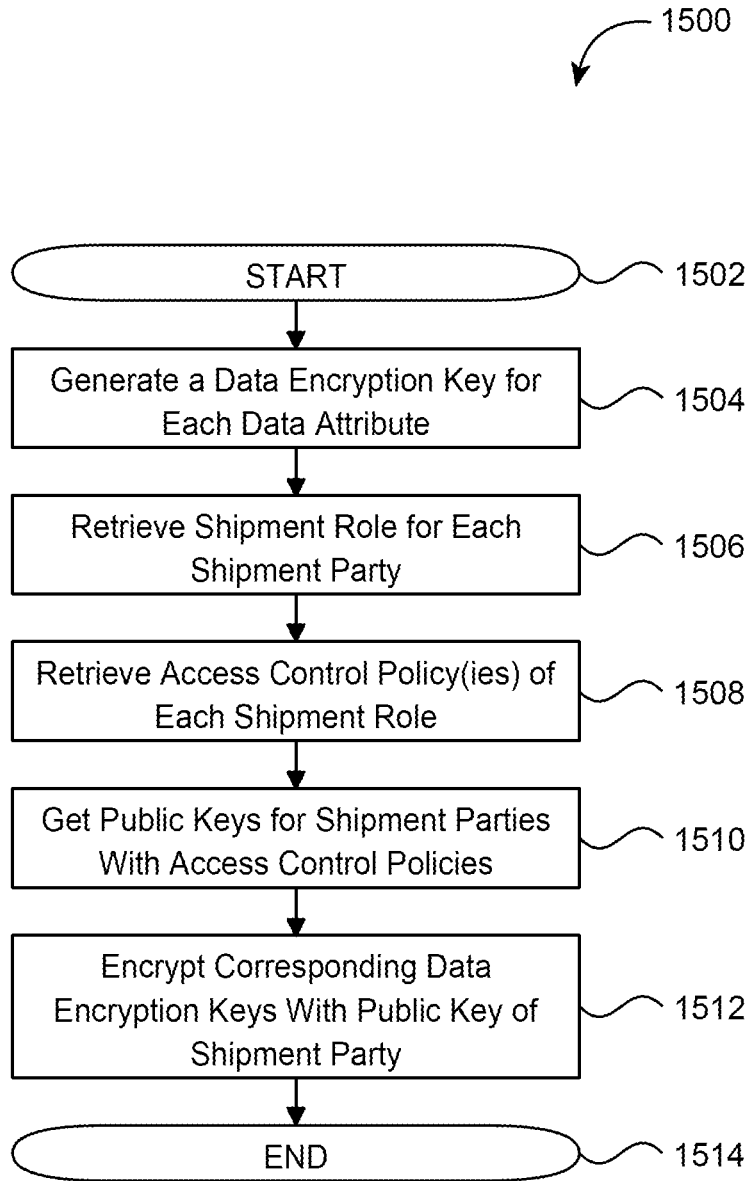 1500
START
1502
Generate a Data Encryption Key for
Each Data Attribute
1504
Retrieve Shipment Role for Each
Shipment Party
1506
Retrieve Access Control Policy(ies) of
Each Shipment Role
1508
Get Public Keys for Shipment Parties
With Access Control Policies
1510
Encrypt Corresponding Data
Encryption Keys With Public Key of
Shipment Party
1512
END
1514